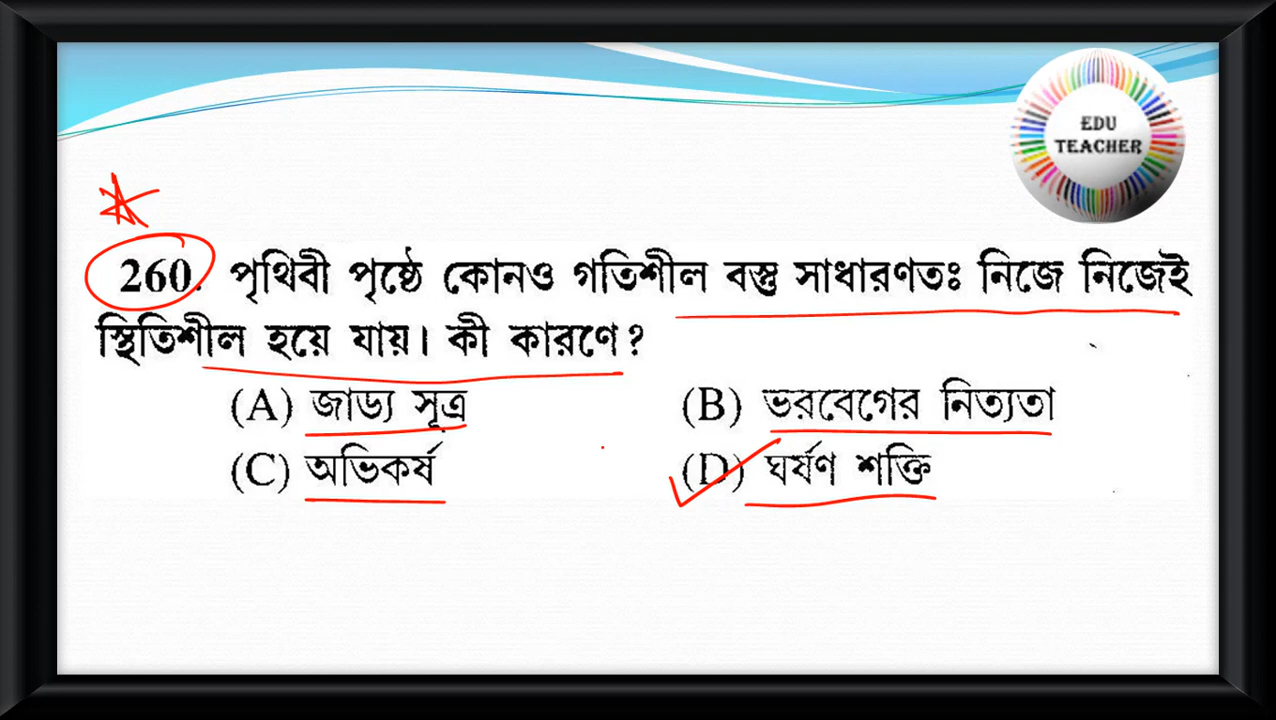 EDU
TEACHER
260. পৃথিবী পৃষ্ঠে কোনও গতিশীল বস্তু সাধারণতঃ নিজে নিজেই
স্থিতিশীল হয়ে যায়। কী কারণে?
(A) জাড্য সূত্র (B) ভরবেগের নিত্যতা
(C) অভিকর্ষ (D) ঘর্ষণ শক্তি